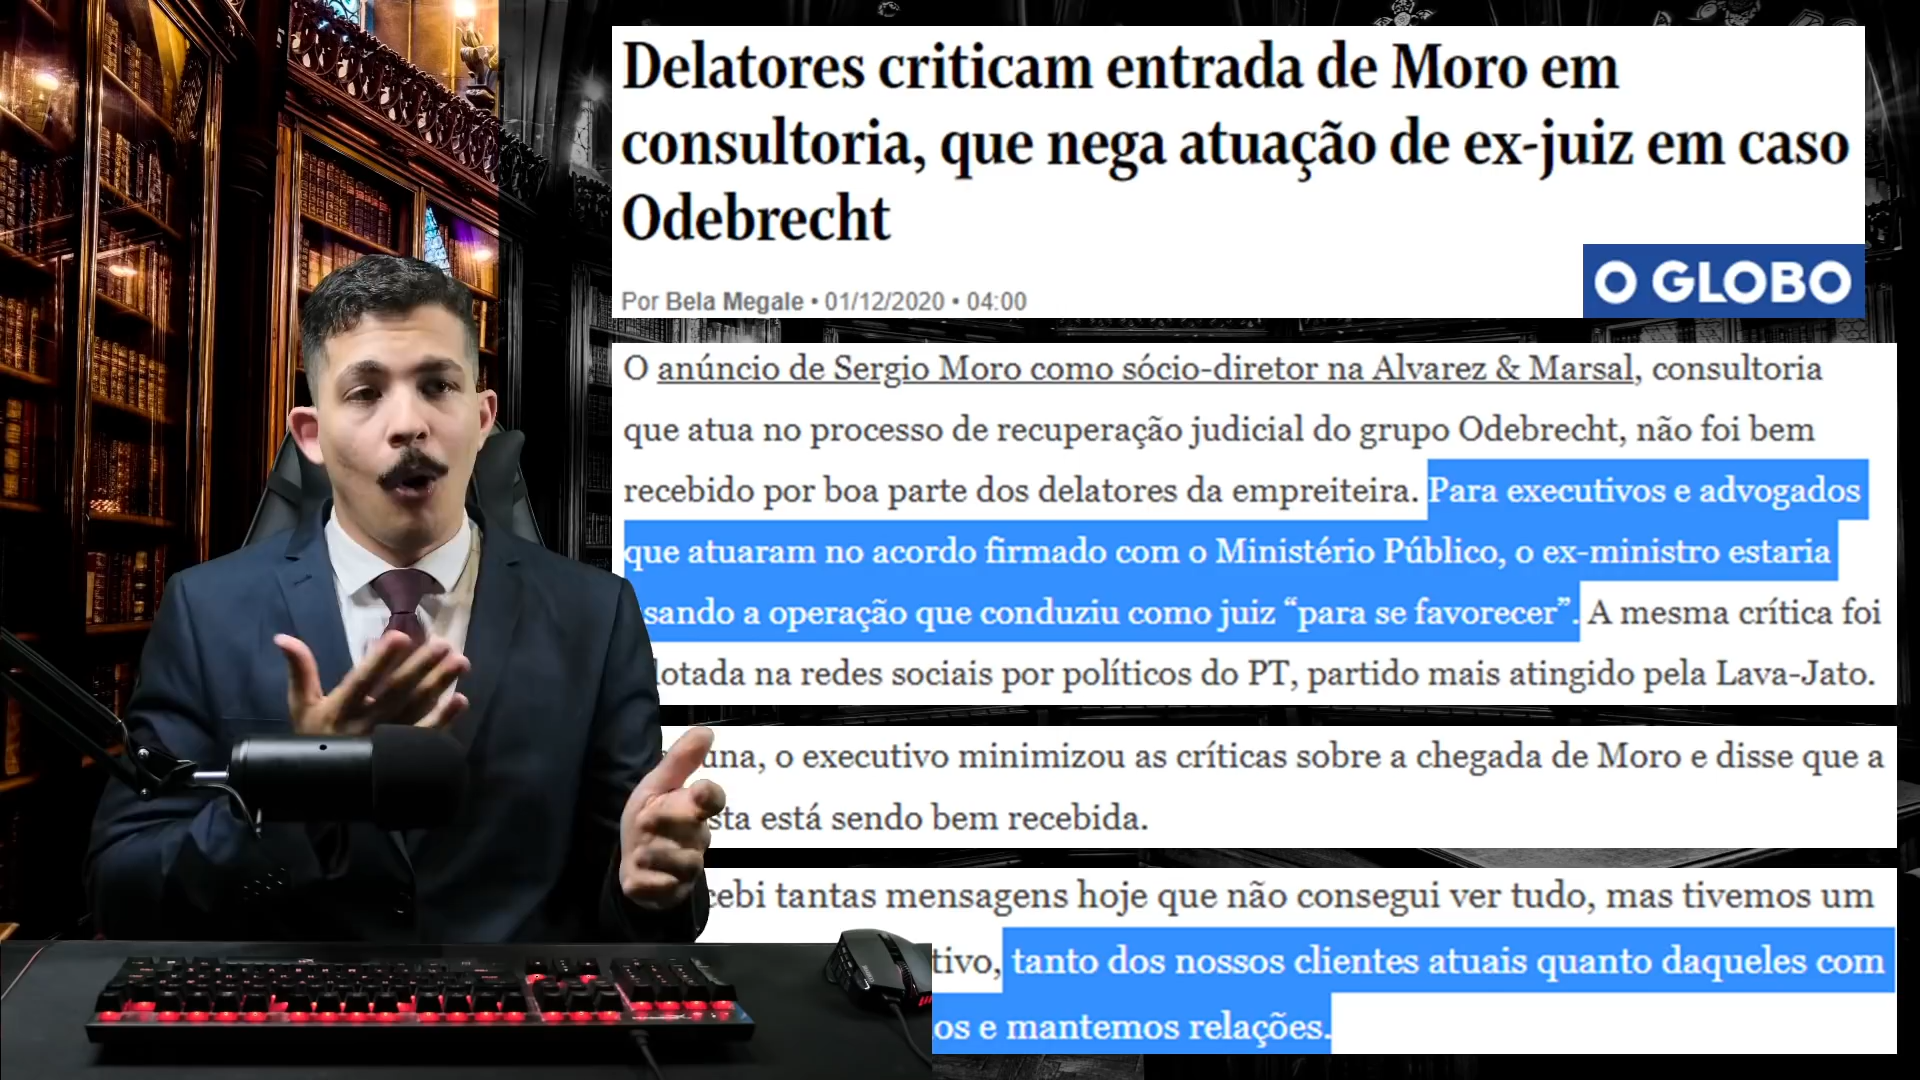 Delatores criticam entrada de Moro em
consultoria, que nega atuação de ex-juiz em caso
Odebrecht
O GLOBO
Por Bela Megale • 01/12/2020 • 04:00
O anúncio de Sergio Moro como sócio-diretor na Alvarez & Marsal, consultoria
que atua no processo de recuperação judicial do grupo Odebrecht, não foi bem
recebido por boa parte dos delatores da empreiteira. Para executivos e advogados
que atuaram no acordo firmado com o Ministério Público, o ex-ministro estaria
sando a operação que conduziu como juiz “para se favorecer”. A mesma crítica foi
lotada na redes sociais por políticos do PT, partido mais atingido pela Lava-Jato.
una, o executivo minimizou as críticas sobre a chegada de Moro e disse que a
sta está sendo bem recebida.
cebi tantas mensagens hoje que não consegui ver tudo, mas tivemos um
tivo, tanto dos nossos clientes atuais quanto daqueles com
os e mantemos relações.